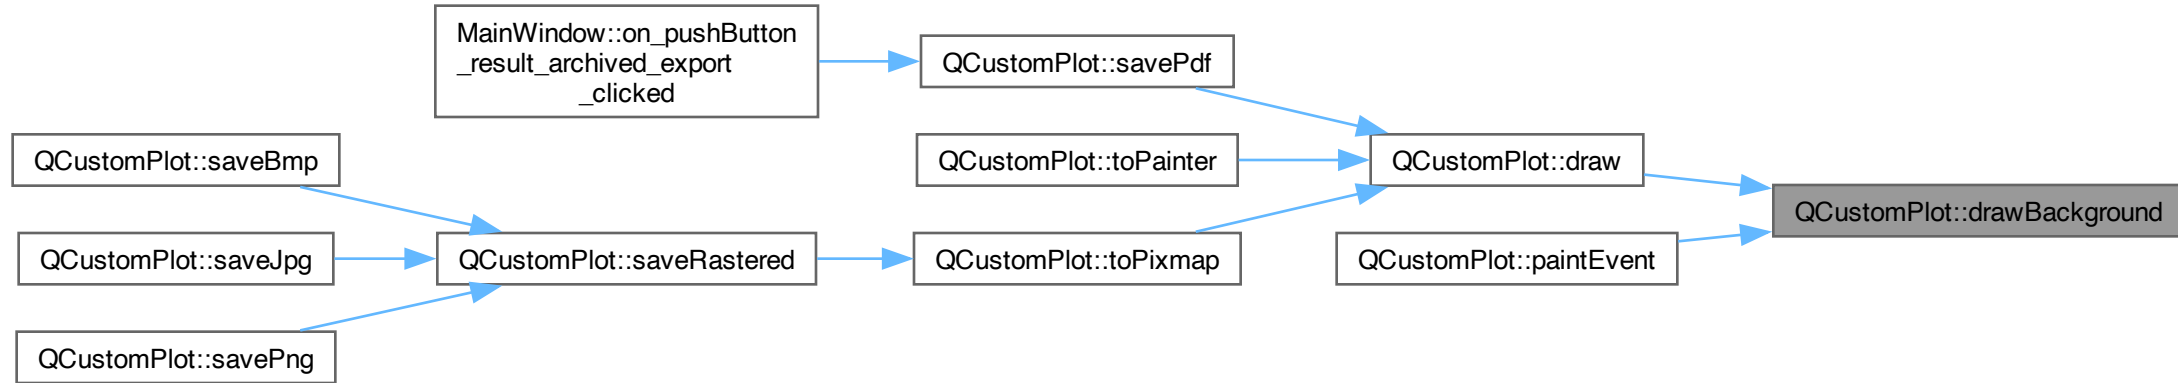 MainWindow::on_pushButton
_result_archived_export
_clicked
QCustomPlot::savePdf
QCustomPlot::saveBmp
QCustomPlot::toPainter
QCustomPlot::draw
QCustomPlot::drawBackground
QCustomPlot::saveJpg
QCustomPlot::saveRastered
QCustomPlot::toPixmap
QCustomPlot::paintEvent
QCustomPlot::savePng